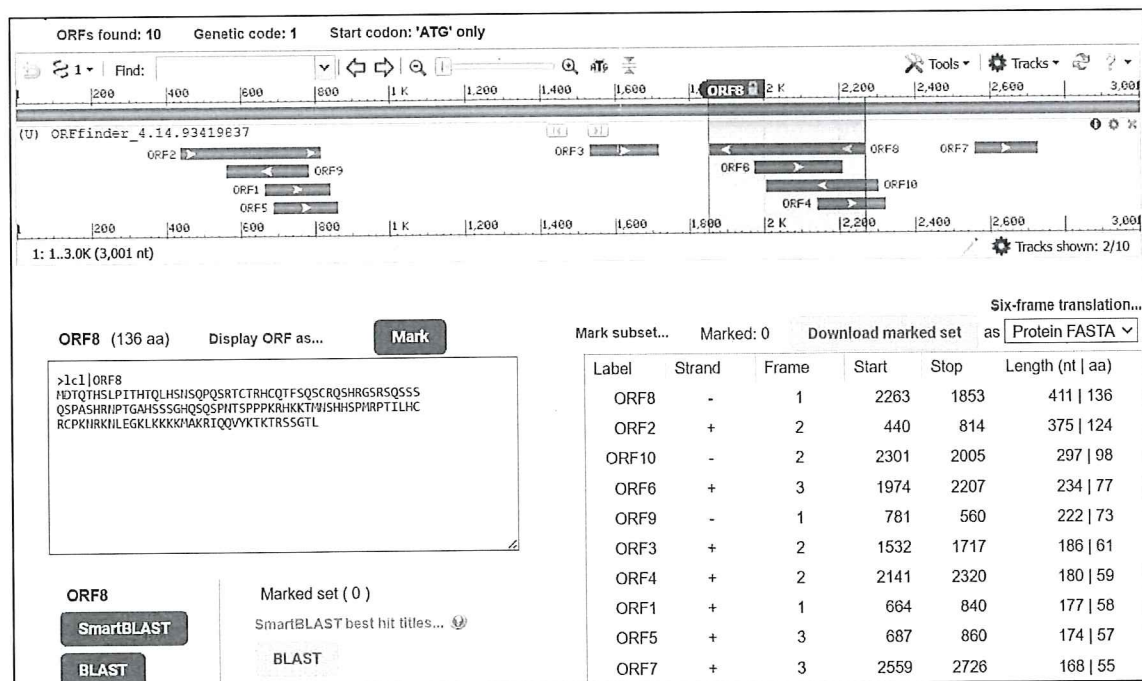 ORFs found: 10 Genetic code: 1 Start codon: 'ATG' only
1 Find: ATG Tools Tracks ?
1 200 400 600 800 1 K 1,200 1,400 1,600 1, ORF8 2 K 2,200 2,400 2,600 3,001
(U) ORFfinder_4.14.93419837
ORF2 ORF3 ORF8 ORF7
ORF9 ORF6
ORF1 ORF10
ORF5 ORF4
1 200 400 600 800 1 K 1,200 1,400 1,600 1,800 2 K 2,200 2,400 2,600 3,001
1: 1..3.0K (3,001 nt) Tracks shown: 2/10
Six-frame translation...
ORF8 (136 aa) Display ORF as... Mark Mark subset... Marked: 0 Download marked set as Protein FASTA
>lcl|ORF8
MDTQTHSLPITHTQLHSNSQPQSRTCTRHCQTFSQSCRQSHRGSRSQSSS
QSPASHRNPTGAHSSSGHQSQSPNTSPPPKRHKKTMNSHHSPMRPTILHC
RCPKNRKNLEGKLKKKKMAKRIQQVYKTKTRSSGTL
Label Strand Frame Start Stop Length (nt | aa)
ORF8 - 1 2263 1853 411 | 136
ORF2 + 2 440 814 375 | 124
ORF10 - 2 2301 2005 297 | 98
ORF6 + 3 1974 2207 234 | 77
ORF9 - 1 781 560 222 | 73
ORF3 + 2 1532 1717 186 | 61
ORF4 + 2 2141 2320 180 | 59
ORF1 + 1 664 840 177 | 58
ORF5 + 3 687 860 174 | 57
ORF7 + 3 2559 2726 168 | 55
ORF8 Marked set ( 0 )
SmartBLAST SmartBLAST best hit titles...
BLAST BLAST